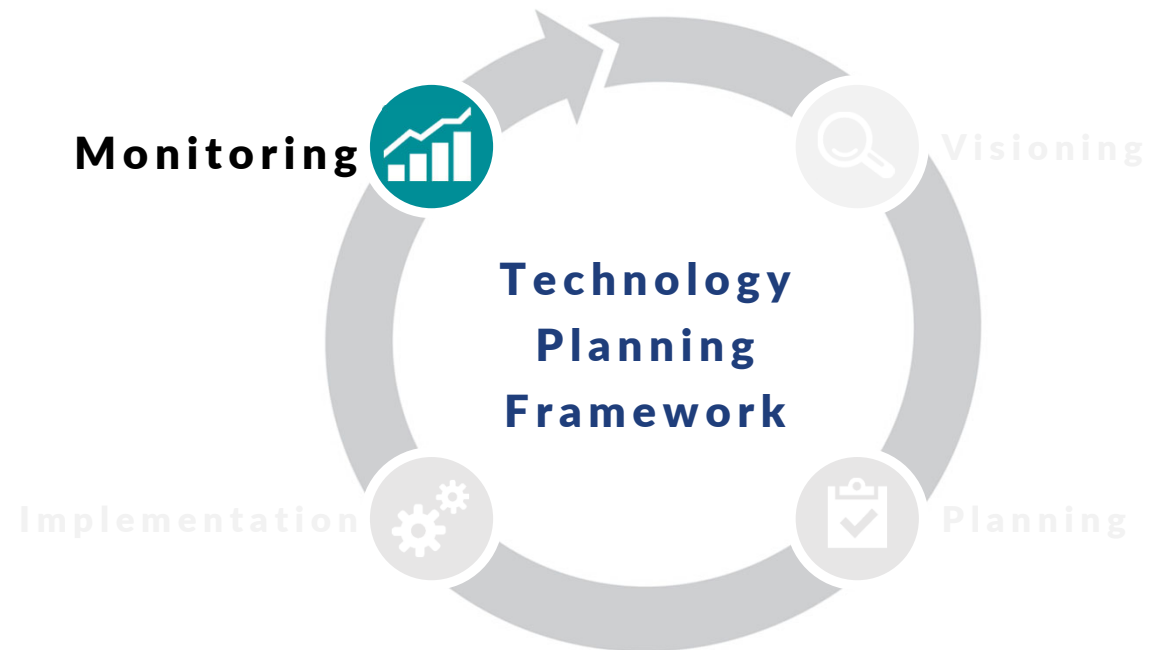 Monitoring
Visioning
Technology
Planning
Framework
Implementation
Planning